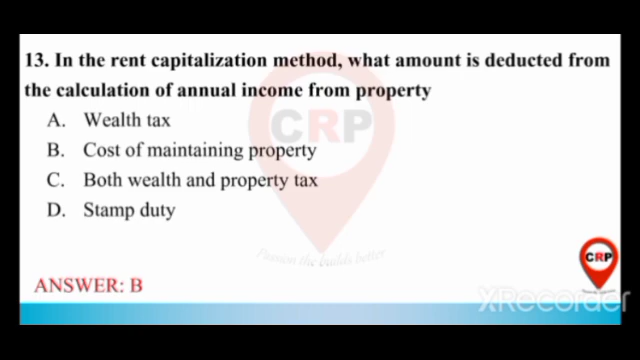 13. In the rent capitalization method, what amount is deducted from
the calculation of annual income from property
A. Wealth tax
B. Cost of maintaining property
C. Both wealth and property tax
D. Stamp duty
CRP
Passion the builds better
CRP
ANSWER: B
XRecorder